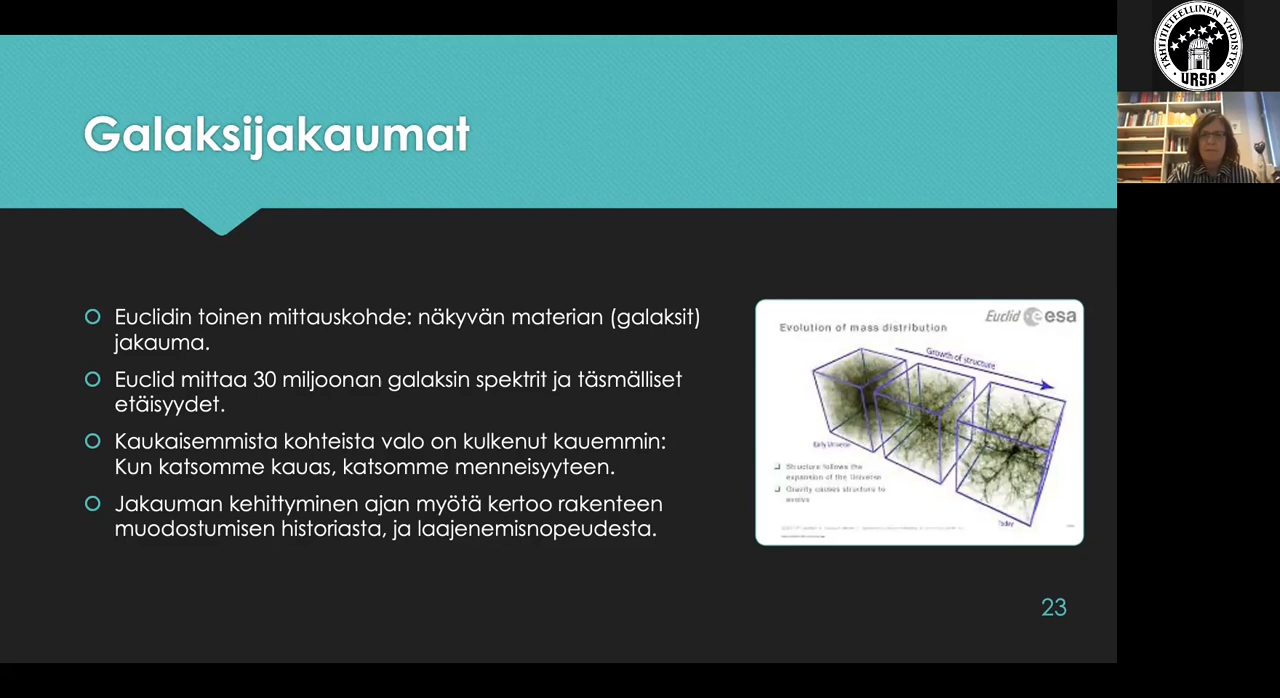 TÄHTITIETEELLINEN YHDISTYS
URSA
Galaksijakaumat
Euclidin toinen mittauskohde: näkyvän materian (galaksit)
jakauma.
Euclid mittaa 30 miljoonan galaksin spektrit ja täsmälliset
etäisyydet.
Kaukaisemmista kohteista valo on kulkenut kauemmin:
Kun katsomme kauas, katsomme menneisyyteen.
Jakauman kehittyminen ajan myötä kertoo rakenteen
muodostumisen historiasta, ja laajenemisnopeudesta.
Euclid esa
Evolution of mass distribution
Growth of structure
Early Universe
Structure follows the
expansion of the Universe
Gravity causes structure to
evolve
Today
23